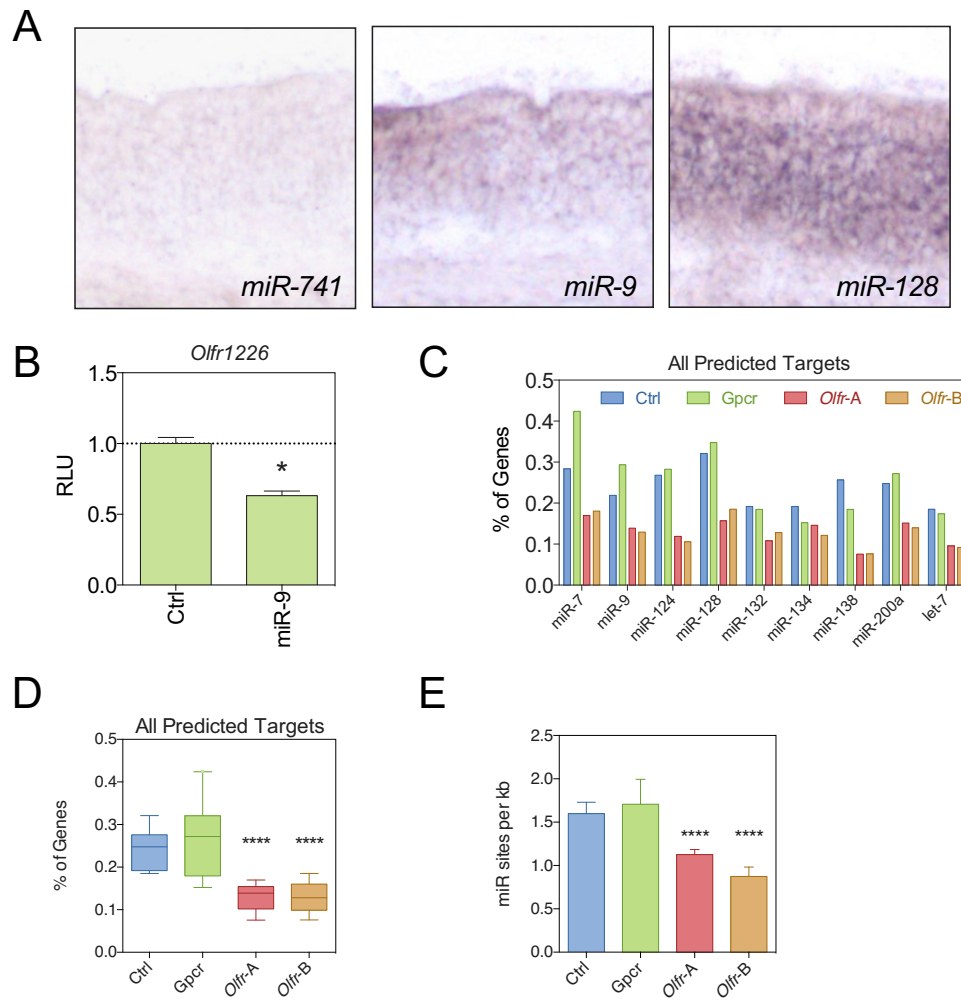 A
miR-741
miR-9
miR-128
B
Olfr1226
RLU
1.5
1.0
0.5
0.0
*
Ctrl
miR-9
C
All Predicted Targets
Ctrl
Gpcr
Olfr-A
Olfr-B
% of Genes
0.5
0.4
0.3
0.2
0.1
0.0
miR-7
miR-9
miR-124
miR-128
miR-132
miR-134
miR-138
miR-200a
let-7
D
All Predicted Targets
% of Genes
0.5
0.4
0.3
0.2
0.1
0.0
****
****
Ctrl
Gpcr
Olfr-A
Olfr-B
E
miR sites per kb
2.5
2.0
1.5
1.0
0.5
0.0
****
****
Ctrl
Gpcr
Olfr-A
Olfr-B